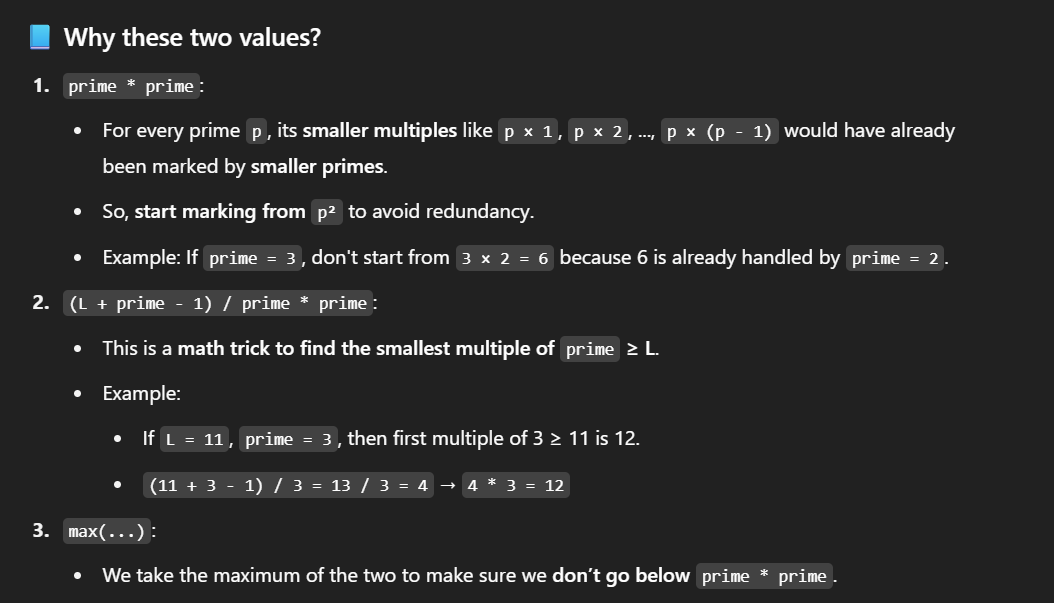 📘 Why these two values?
1. prime * prime:
• For every prime p, its smaller multiples like p × 1, p × 2, ..., p × (p - 1) would have already
been marked by smaller primes.
• So, start marking from p² to avoid redundancy.
• Example: If prime = 3, don't start from 3 × 2 = 6 because 6 is already handled by prime = 2.
2. (L + prime - 1) / prime * prime:
• This is a math trick to find the smallest multiple of prime ≥ L.
• Example:
• If L = 11, prime = 3, then first multiple of 3 ≥ 11 is 12.
• (11 + 3 - 1) / 3 = 13 / 3 = 4 → 4 * 3 = 12
3. max(...):
• We take the maximum of the two to make sure we don’t go below prime * prime.